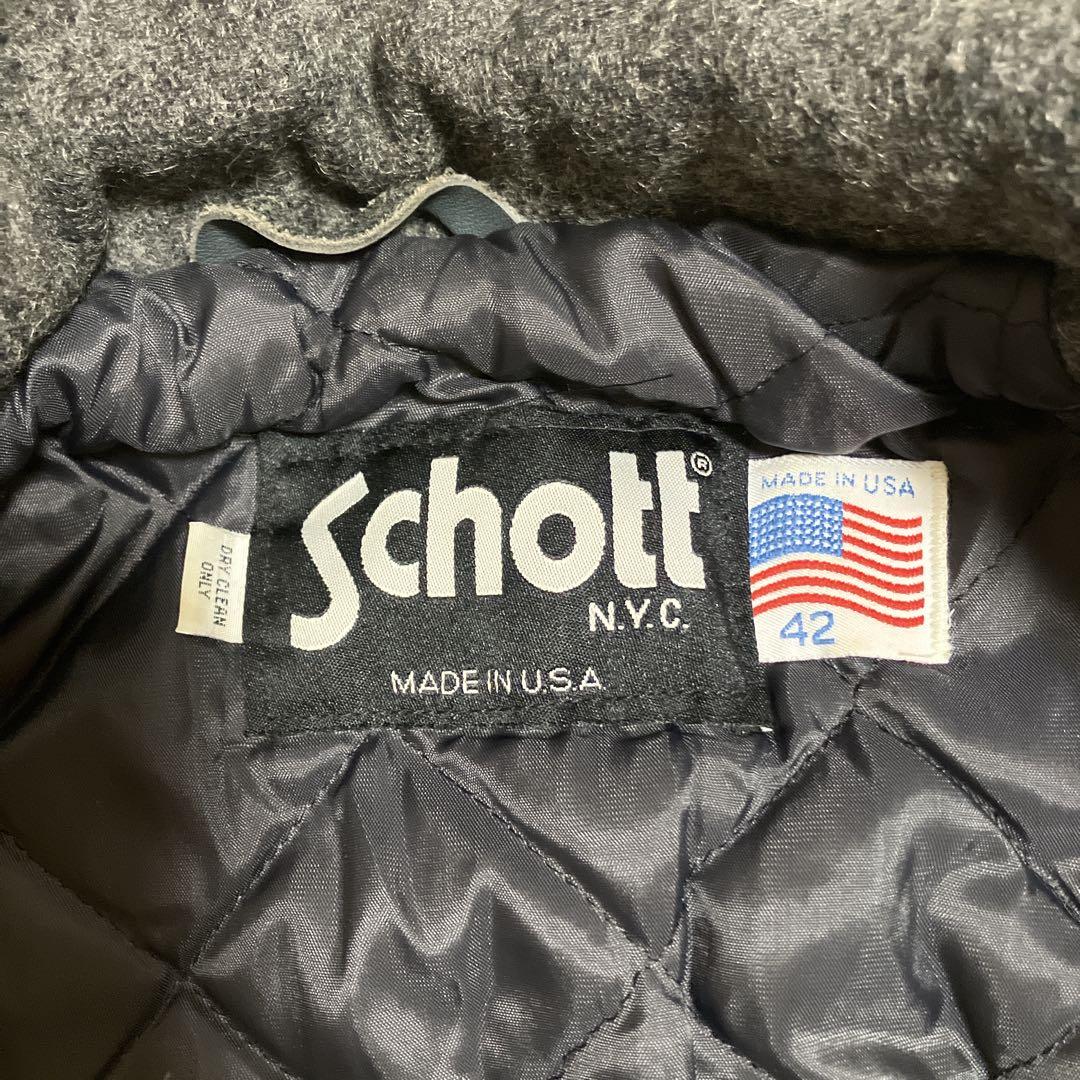 Schott®
N.Y.C.
MADE IN U.S.A
MADE IN USA
42
DRY CLEAN
ONLY